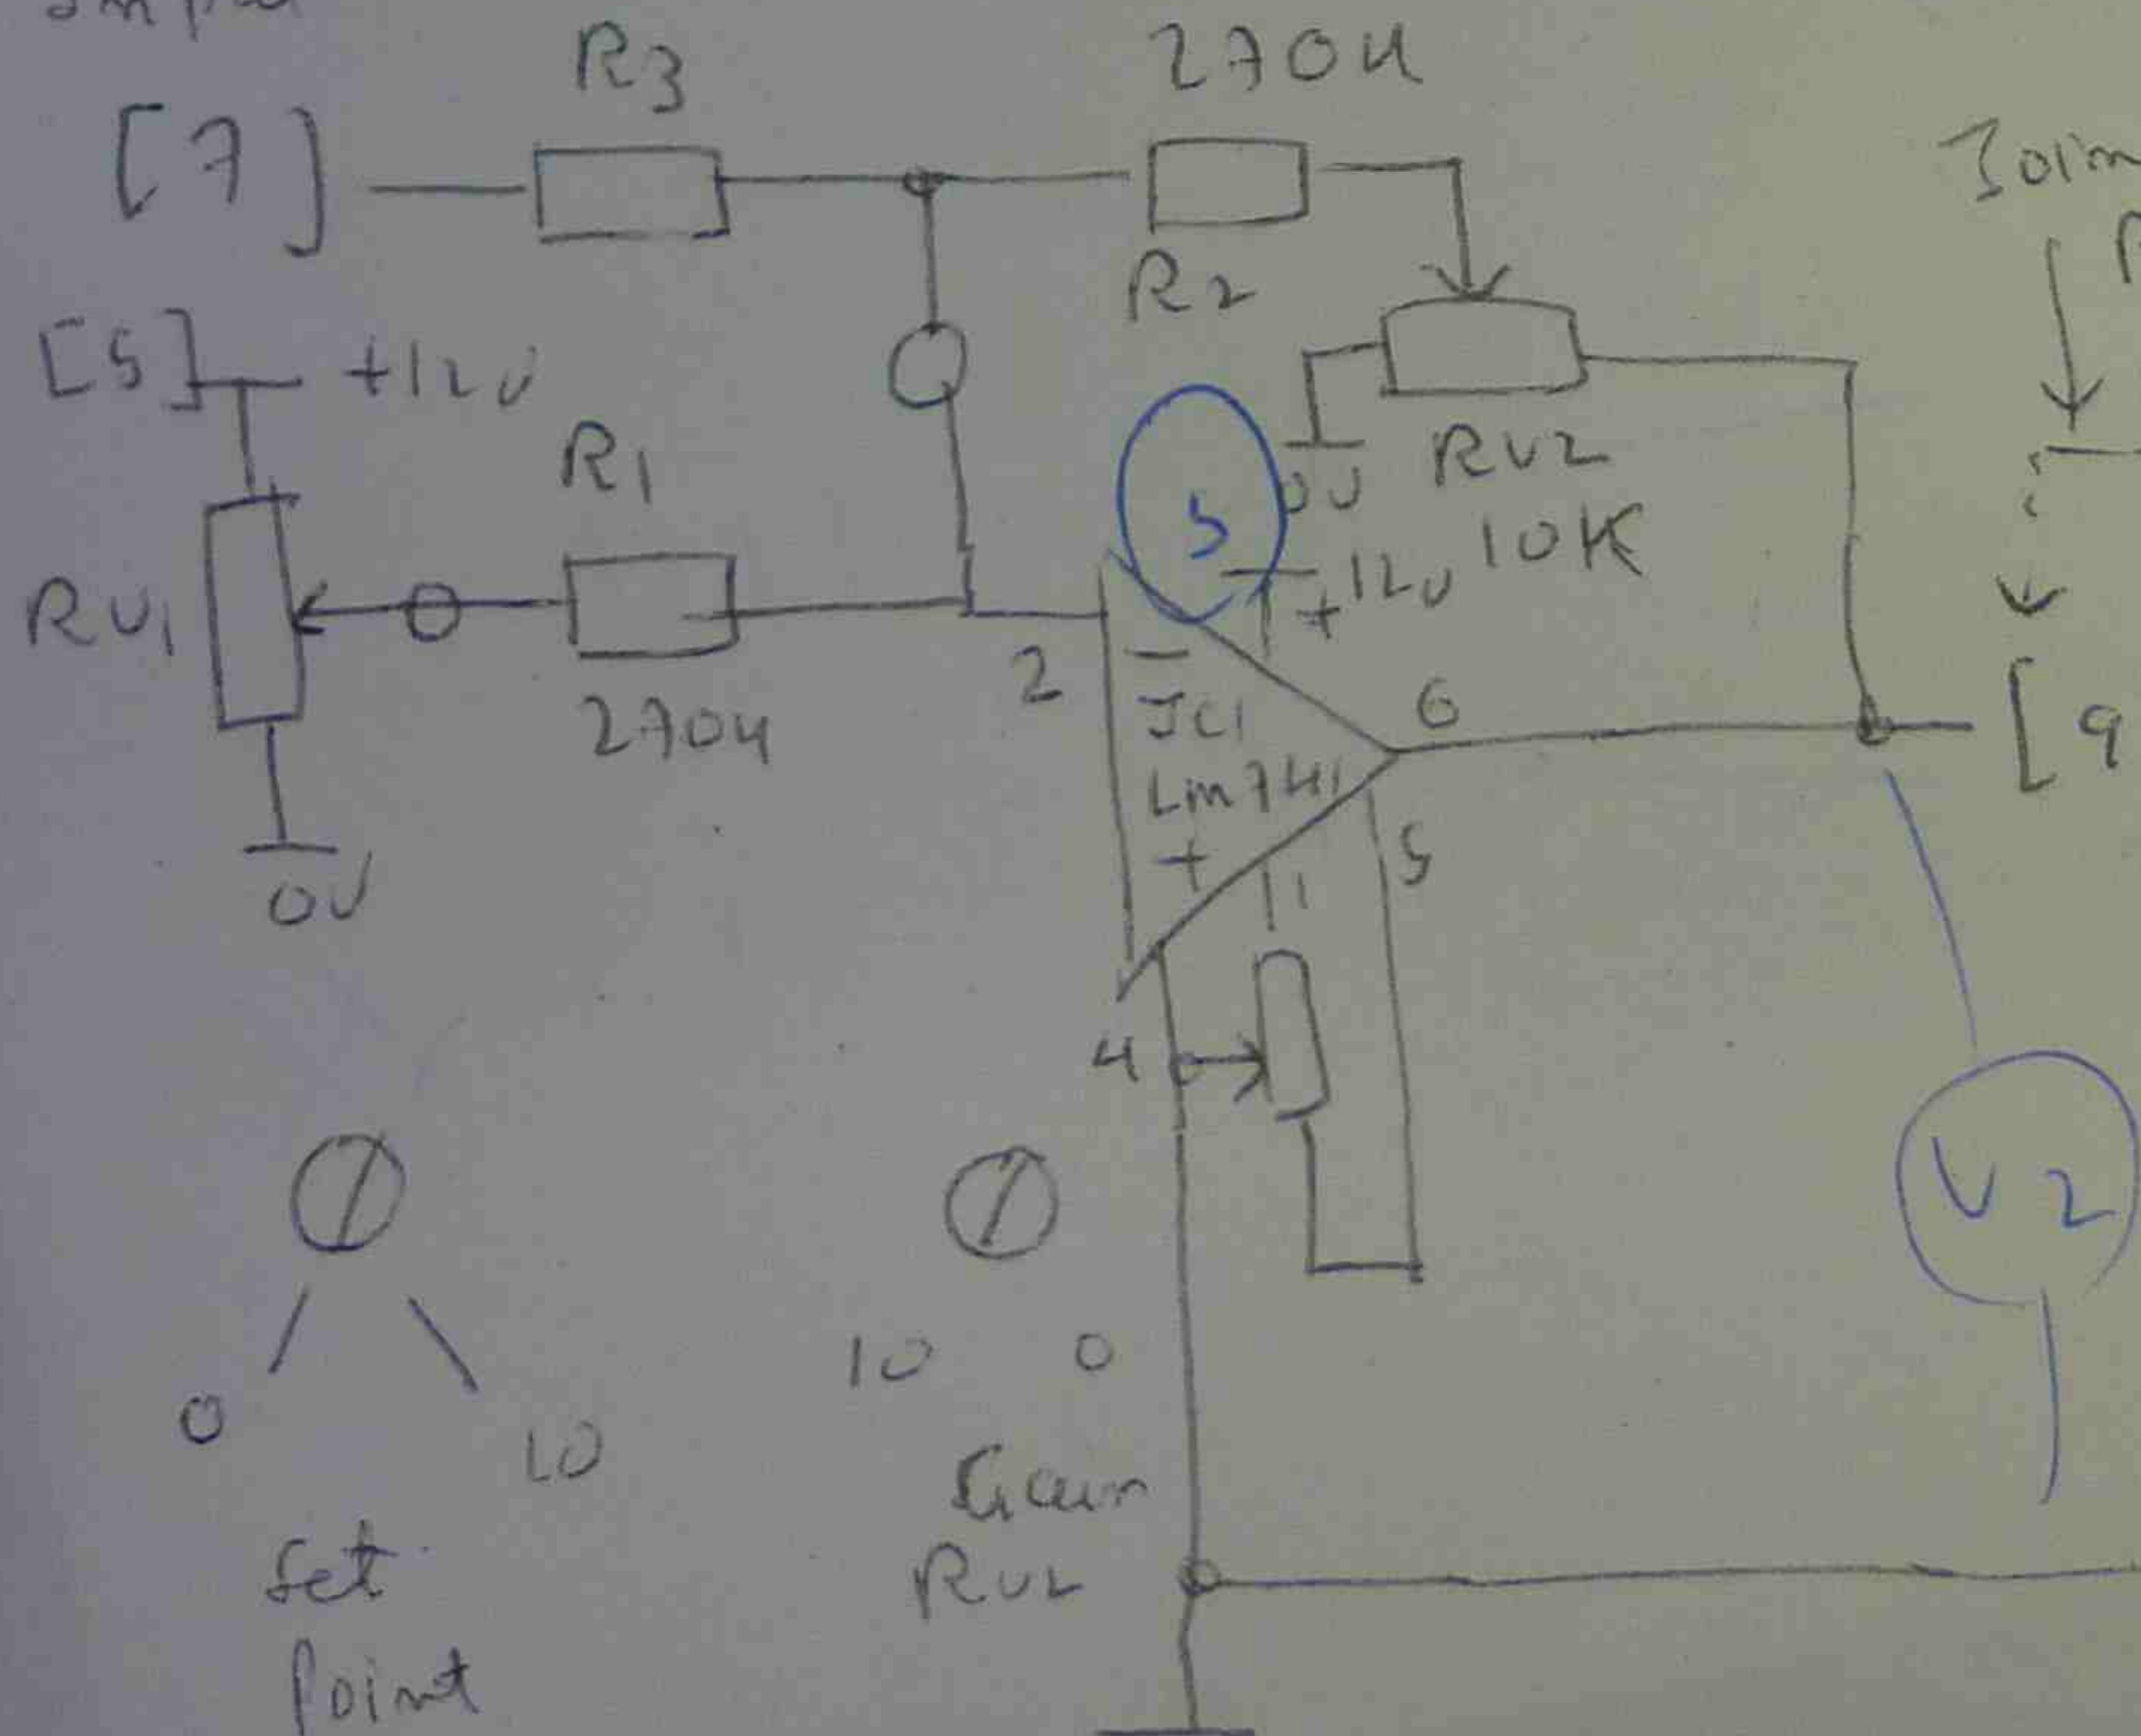 R3
270K
[7]
[5] +12V
R2
R1
0V
RV2
10K
+12V
5
RV1
270K
2
-
IC1
LM741
+
6
[9
0V
1
5
4
V2
0
10
10
0
Gain
RV2
Set
Point